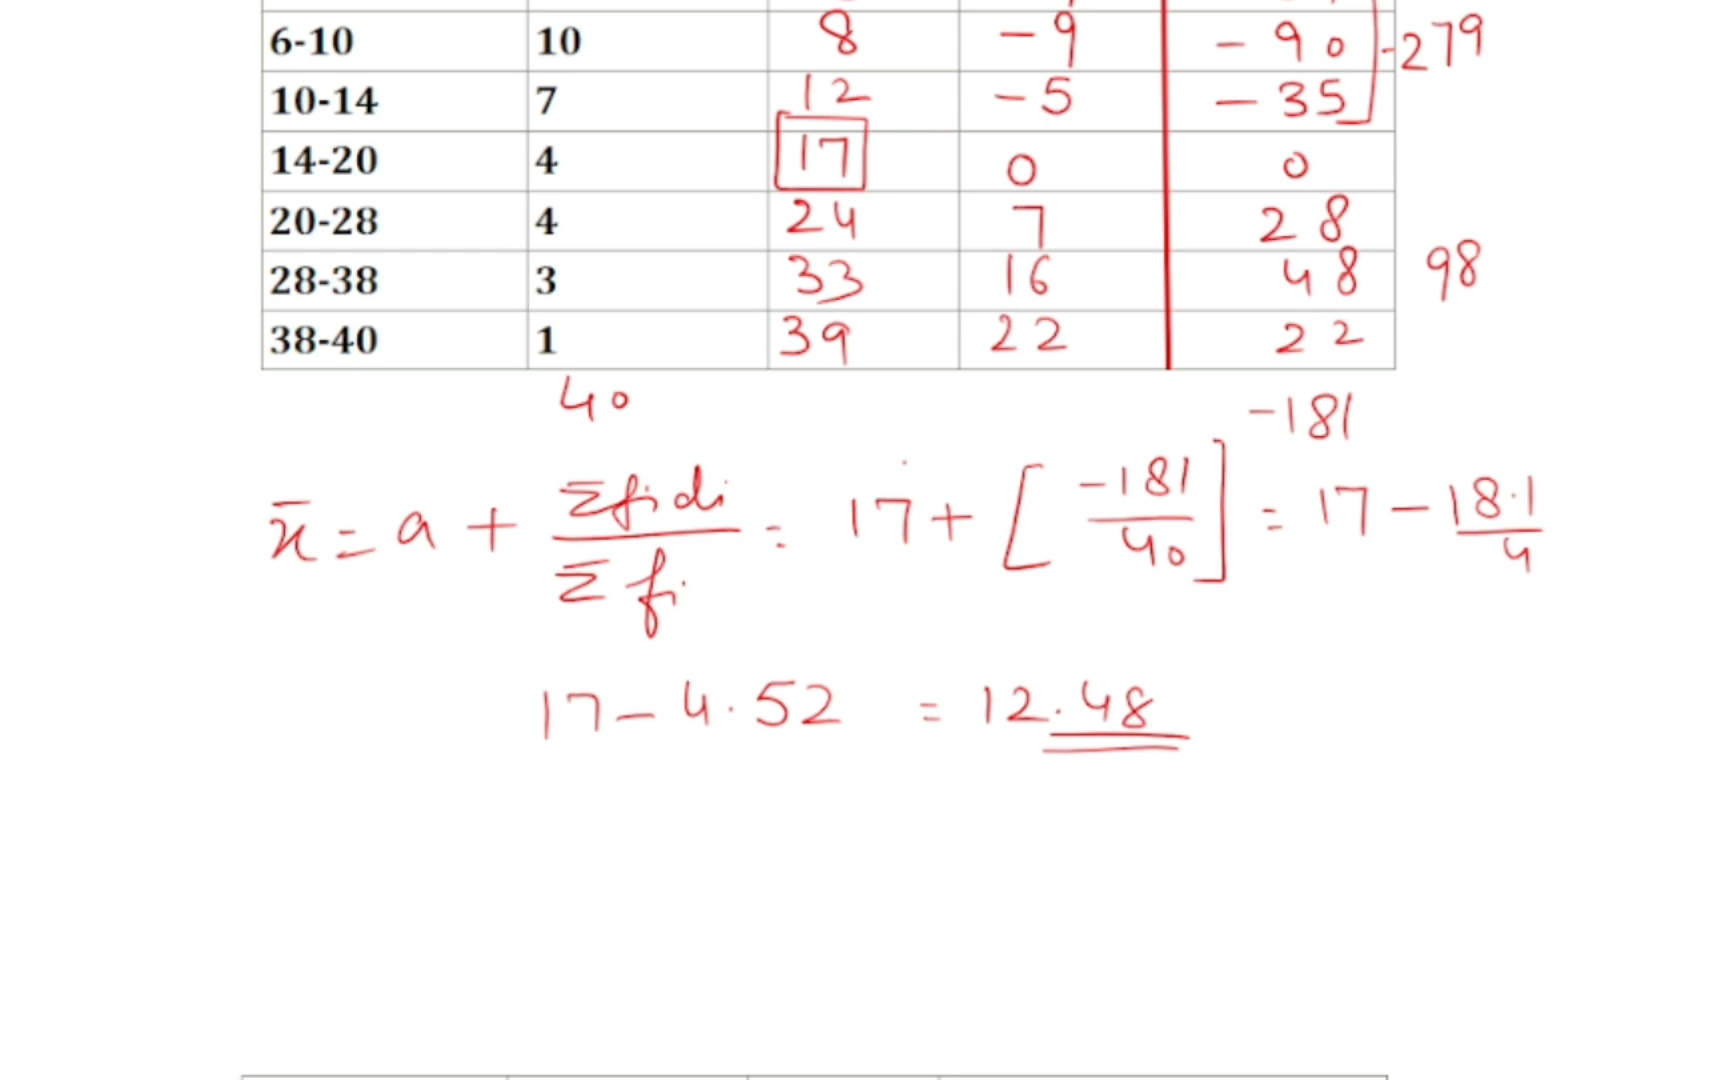 6-10 10 8 -9 -90 -279
10-14 7 12 -5 -35
14-20 4 17 0 0
20-28 4 24 7 28
28-38 3 33 16 48 98
38-40 1 39 22 22
40 -181
x̄ = a + Σfidi/Σfi = 17 + [-181/40] = 17 - 18.1/4
17 - 4.52 = 12.48